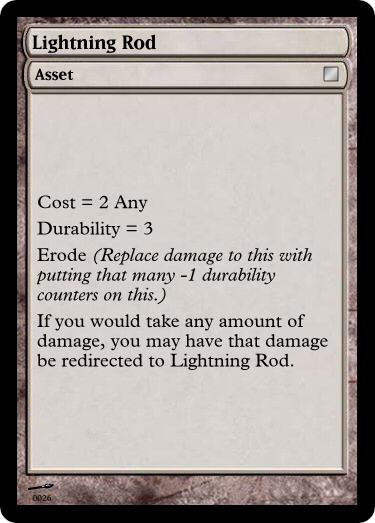 Lightning Rod
Asset
Cost = 2 Any
Durability = 3
Erode (Replace damage to this with
putting that many -1 durability
counters on this.)
If you would take any amount of
damage, you may have that damage
be redirected to Lightning Rod.
0026